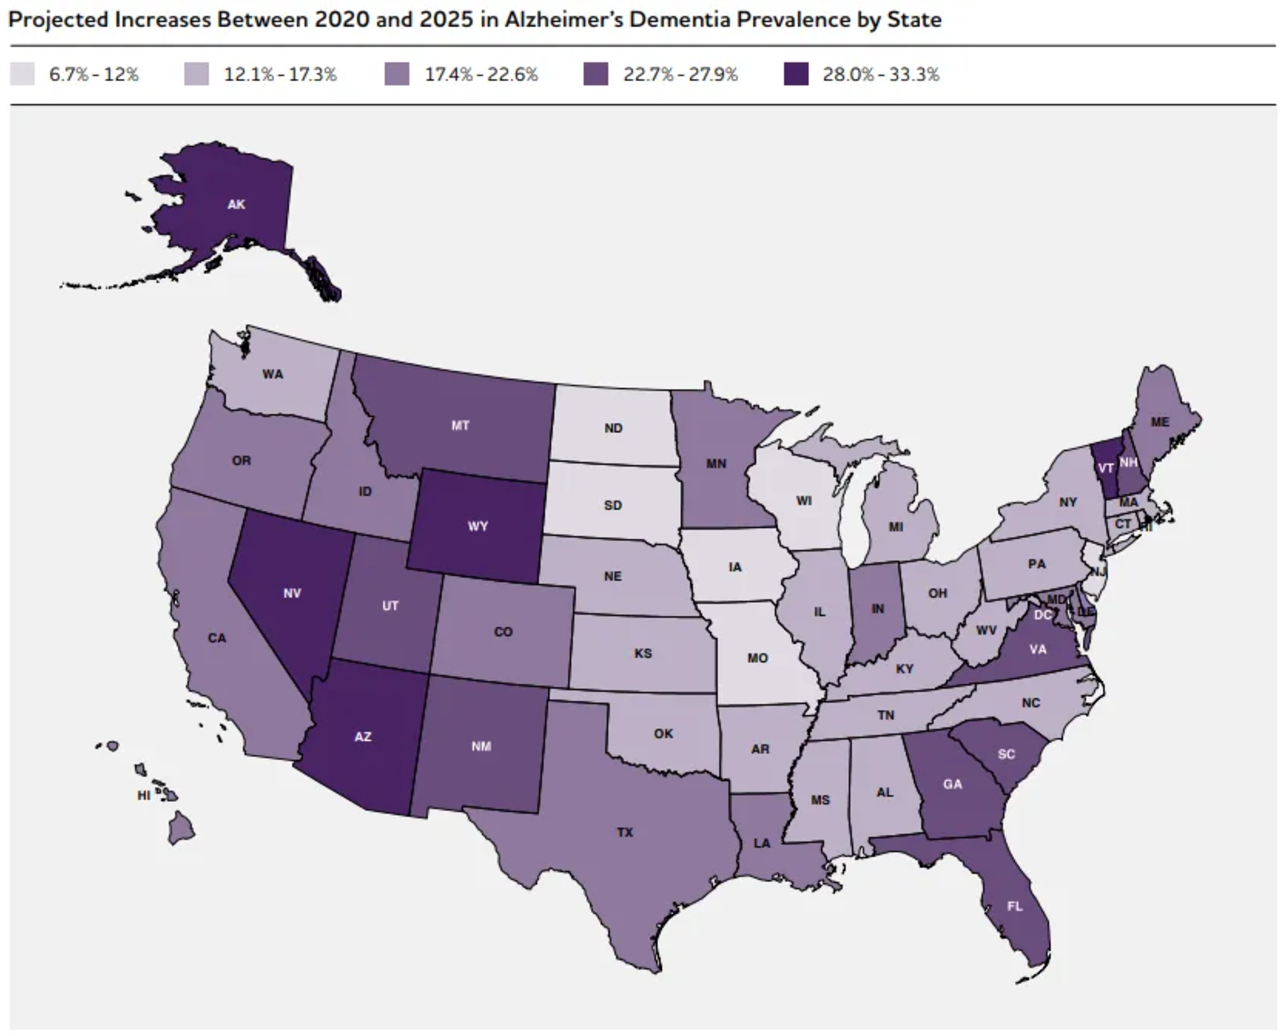 Projected Increases Between 2020 and 2025 in Alzheimer's Dementia Prevalence by State
6.7% - 12% 12.1% - 17.3% 17.4% - 22.6% 22.7% - 27.9% 28.0% - 33.3%
AK
WA
MT
ND
ME
OR
MN
VT
NH
ID
SD
WI
NY
MA
WY
MI
CT
RI
IA
PA
NJ
NE
NV
UT
IL
IN
OH
MD
DE
CO
DC
CA
WV
VA
KS
MO
KY
NC
AZ
NM
OK
AR
TN
SC
HI
MS
AL
GA
TX
LA
FL